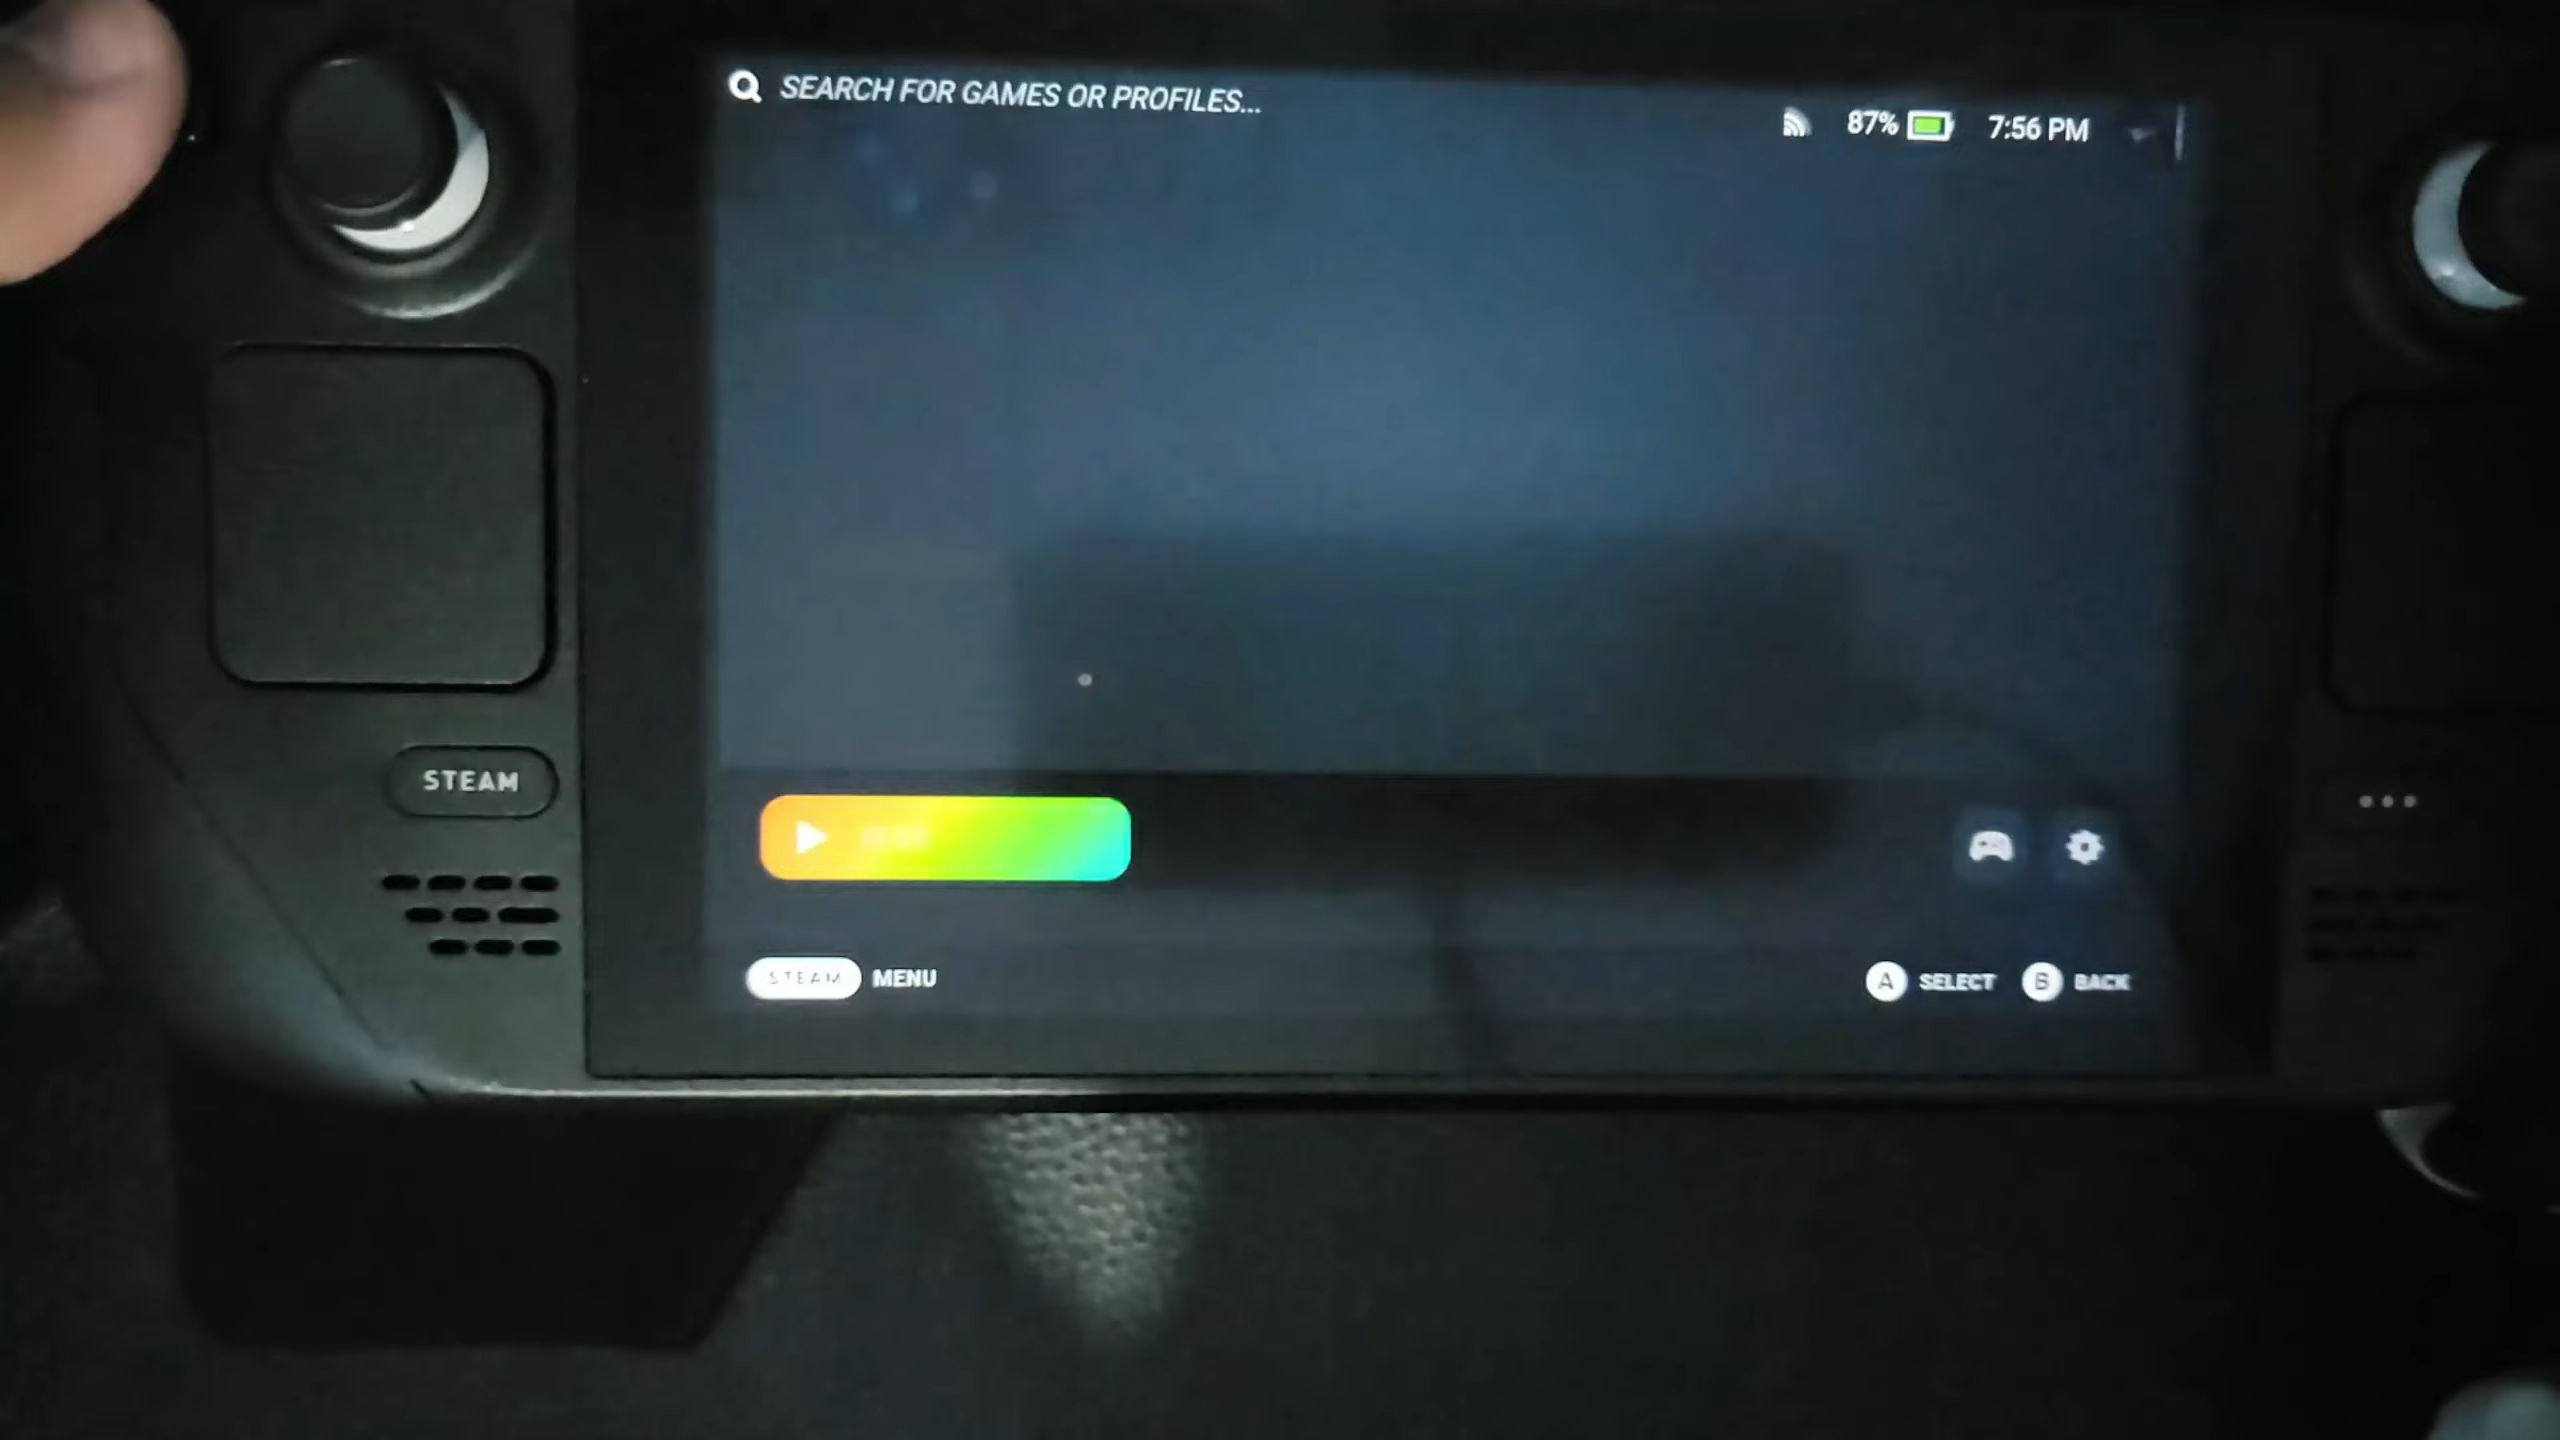 SEARCH FOR GAMES OR PROFILES...
87% 7:56 PM
STEAM
STEAM MENU
A SELECT B BACK